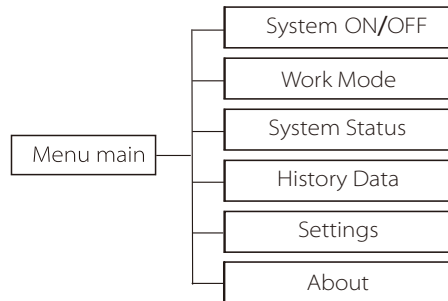 System ON/OFF
Work Mode
System Status
Menu main
History Data
Settings
About